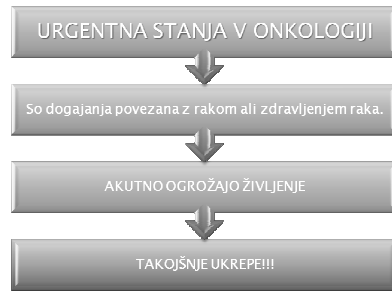 URGENTNA STANJA V ONKOLOGIJI
So dogajanja povezana z rakom ali zdravljenjem raka.
AKUTNO OGROŽAJO ŽIVLJENJE
TAKOJŠNJE UKREPE!!!